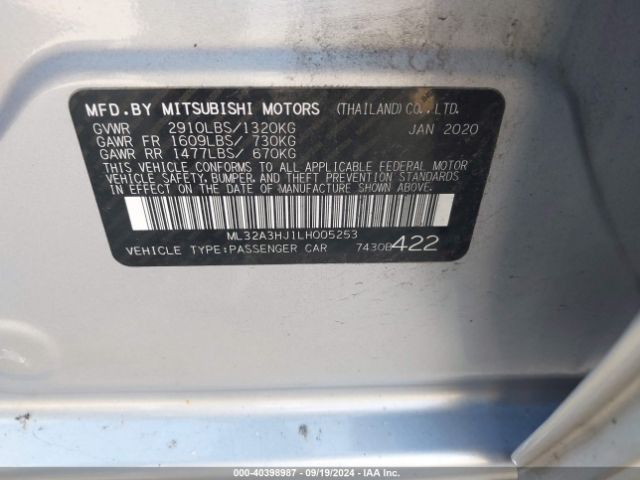 MFD.BY MITSUBISHI MOTORS (THAILAND) CO.,LTD.
GVWR 2910LBS/1320KG JAN 2020
GAWR FR 1609LBS/ 730KG
GAWR RR 1477LBS/ 670KG
THIS VEHICLE CONFORMS TO ALL APPLICABLE FEDERAL MOTOR
VEHICLE SAFETY,BUMPER,AND THEFT PREVENTION STANDARDS
IN EFFECT ON THE DATE OF MANUFACTURE SHOWN ABOVE.
ML32A3HJ1LH005253
VEHICLE TYPE:PASSENGER CAR 7430B422
000-40398987 - 09/19/2024 - IAA Inc.